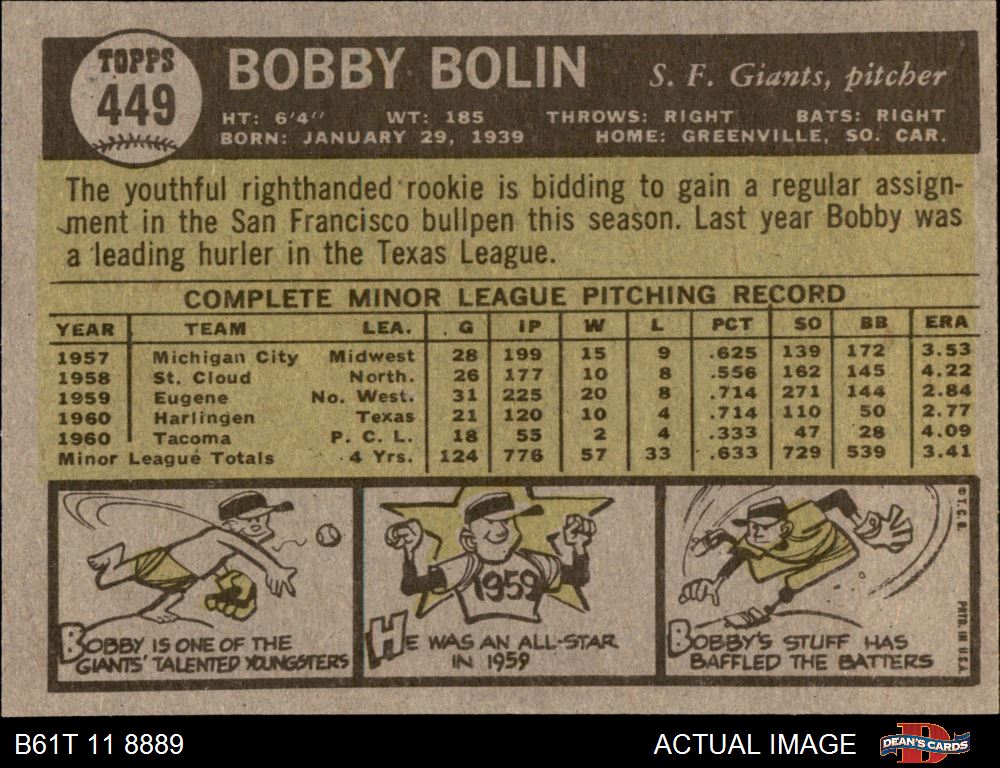 TOPPS
449
BOBBY BOLIN S. F. Giants, pitcher
HT: 6'4" WT: 185 THROWS: RIGHT BATS: RIGHT
BORN: JANUARY 29, 1939 HOME: GREENVILLE, SO. CAR.
The youthful righthanded rookie is bidding to gain a regular assign-
ment in the San Francisco bullpen this season. Last year Bobby was
a leading hurler in the Texas League.
COMPLETE MINOR LEAGUE PITCHING RECORD
YEAR TEAM LEA. G IP W L PCT SO BB ERA
1957 Michigan City Midwest 28 199 15 9 .625 139 172 3.53
1958 St. Cloud North. 26 177 10 8 .556 162 145 4.22
1959 Eugene No. West. 31 225 20 8 .714 271 144 2.84
1960 Harlingen Texas 21 120 10 4 .714 110 50 2.77
1960 Tacoma P. C. L. 18 55 2 4 .333 47 28 4.09
Minor League Totals 4 Yrs. 124 776 57 33 .633 729 539 3.41
BOBBY IS ONE OF THE
GIANTS' TALENTED YOUNGSTERS
1959
HE WAS AN ALL-STAR
IN 1959
BOBBY'S STUFF HAS
BAFFLED THE BATTERS
© T.C.G.
PRTD. IN U.S.A.
B61T 11 8889
ACTUAL IMAGE
DEAN'S CARDS